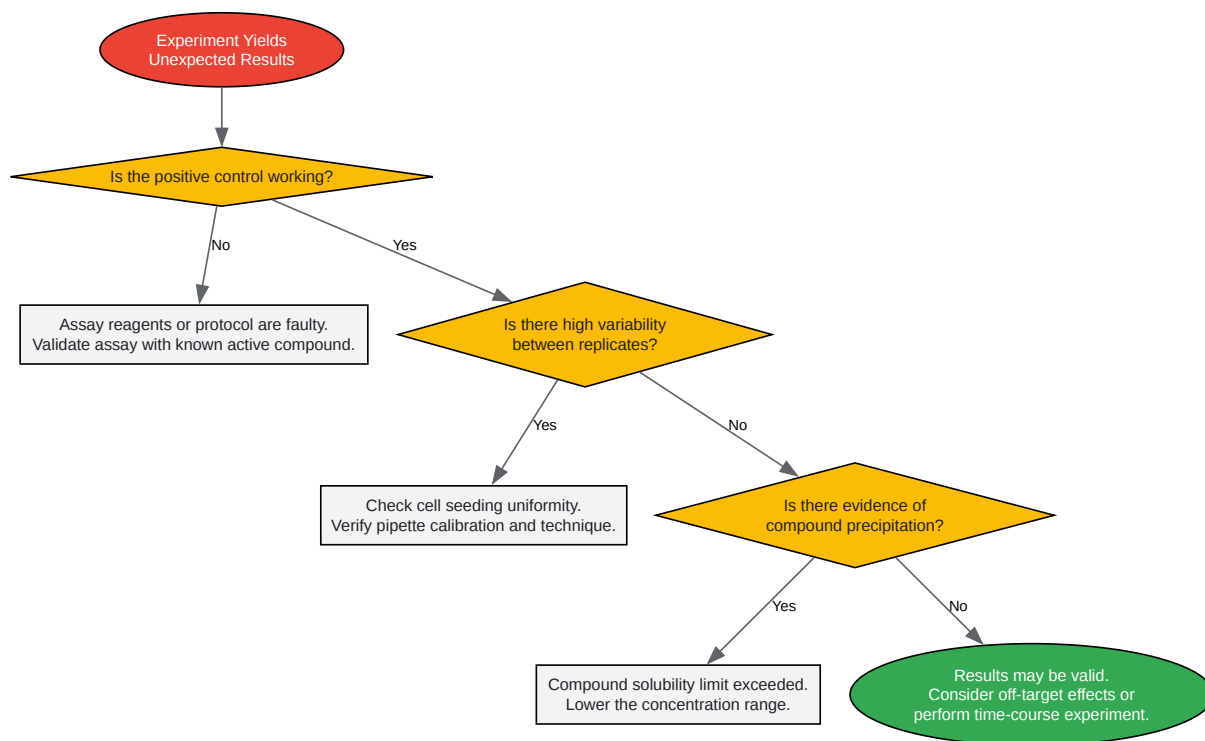 Experiment Yields
Unexpected Results
Is the positive control working?
No
Yes
Assay reagents or protocol are faulty.
Validate assay with known active compound.
Is there high variability
between replicates?
Yes
No
Check cell seeding uniformity.
Verify pipette calibration and technique.
Is there evidence of
compound precipitation?
Yes
No
Compound solubility limit exceeded.
Lower the concentration range.
Results may be valid.
Consider off-target effects or
perform time-course experiment.